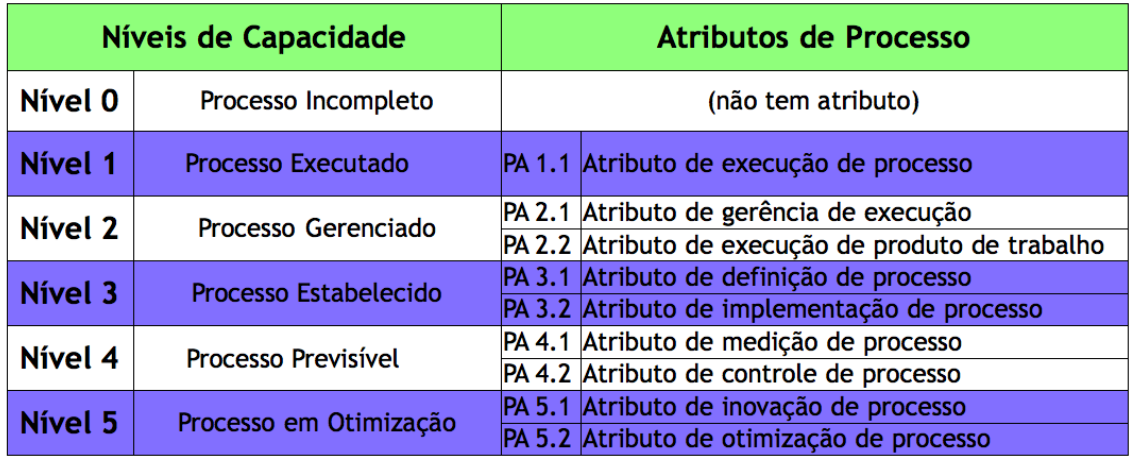 Níveis de Capacidade Atributos de Processo
Nível 0 Processo Incompleto (não tem atributo)
Nível 1 Processo Executado PA 1.1 Atributo de execução de processo
Nível 2 Processo Gerenciado PA 2.1 Atributo de gerência de execução
PA 2.2 Atributo de execução de produto de trabalho
Nível 3 Processo Estabelecido PA 3.1 Atributo de definição de processo
PA 3.2 Atributo de implementação de processo
Nível 4 Processo Previsível PA 4.1 Atributo de medição de processo
PA 4.2 Atributo de controle de processo
Nível 5 Processo em Otimização PA 5.1 Atributo de inovação de processo
PA 5.2 Atributo de otimização de processo